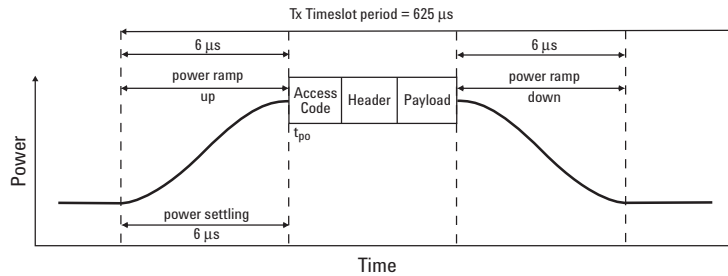 Tx Timeslot period = 625 µs
6 µs
6 µs
power ramp
up
power ramp
down
Access
Code
Header
Payload
tpo
Power
power settling
6 µs
Time